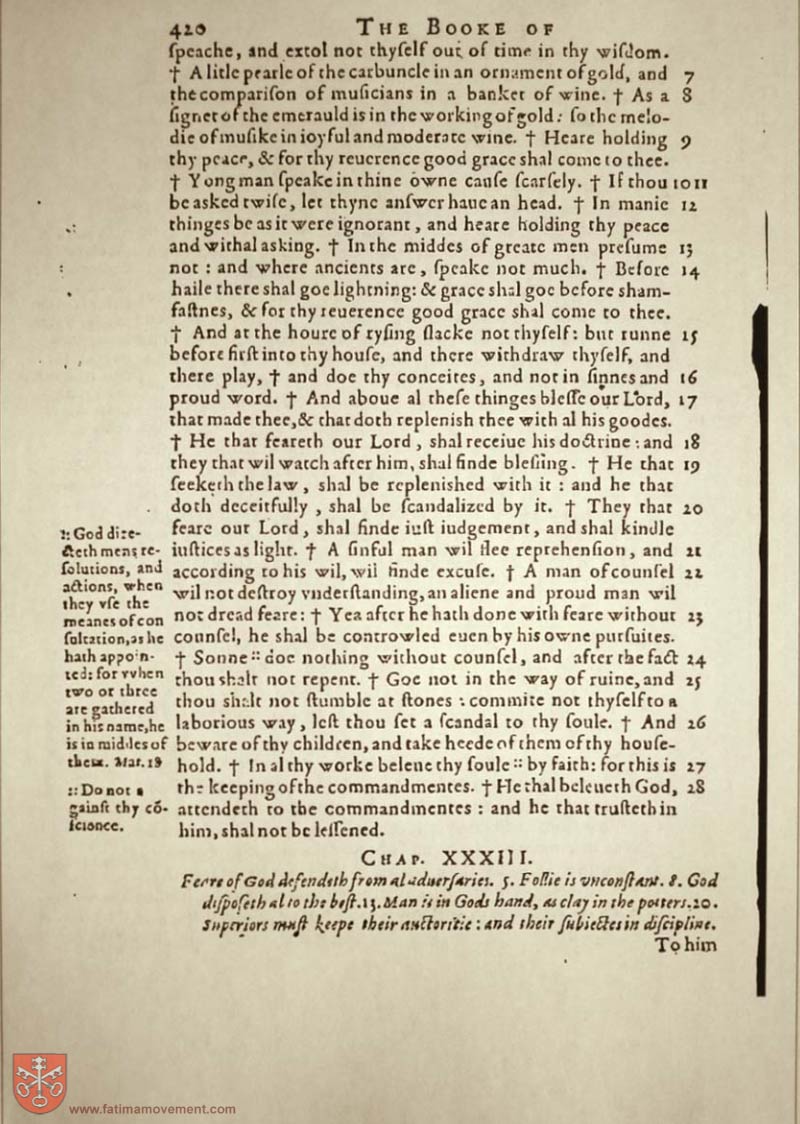 420 THE BOOKE OF
ſpeache, and extol not thyſelf out of time in thy wiſdom.
† A litle pearle of the carbuncle in an ornament of gold, and 7
the compariſon of muſicians in a banket of wine. † As a 8
ſignet of the emerauld is in the working of gold: ſo the melo-
die of muſike in ioyful and moderate wine. † Heare holding 9
thy peace, & for thy reuerence good grace shal come to thee.
† Yong man ſpeake in thine owne cauſe ſcarſely. † If thou 10 11
be asked twiſe, let thyne anſwer haue an head. † In manie 12
thinges be as it were ignorant, and heare holding thy peace
and withal asking. † In the middes of greate men preſume 13
not: and where ancients are, ſpeake not much. † Before 14
haile there shal goe lightning: & grace shal goe before sham-
faſtnes, & for thy reuerence good grace shal come to thee.
† And at the houre of ryſing ſlacke not thyſelf: but runne 15
before firſt into thy houſe, and there withdraw thyſelf, and
there play, † and doe thy conceites, and not in ſinnes and 16
proud word. † And aboue al theſe thinges bleſſe our Lord, 17
that made thee, & that doth replenish thee with al his goodes.
† He that feareth our Lord, shal receiue his doctrine: and 18
they that wil watch after him, shal finde bleſsing. † He that 19
ſeeketh the law, shal be replenished with it: and he that
doth deceitfully, shal be ſcandalized by it. † They that 20
feare our Lord, shal finde iuſt iudgement, and shal kindle
iuſtices as light. † A ſinful man wil flee reprehenſion, and 21
according to his wil, wil finde excuſe. † A man of counſel 22
wil not deſtroy vnderſtanding, an aliene and proud man wil
not dread feare: † Yea after he hath done with feare without 23
counſel, he shal be controwled euen by his owne purſuites.
† Sonne :: doe nothing without counſel, and after the fact 24
thou shalt not repent. † Goe not in the way of ruine, and 25
thou shalt not ſtumble at ſtones: committe not thyſelf to a
laborious way, leſt thou ſet a ſcandal to thy ſoule. † And 26
beware of thy children, and take heede of them of thy houſe-
hold. † In al thy worke beleue thy ſoule :: by faith: for this is 27
the keeping of the commandmentes. † He thal beleueth God, 28
attendeth to the commandmentes: and he that truſteth in
him, shal not be leſſened.
:: God dire-
cteth mens re-
ſolutions, and
actions, when
they vſe the
meanes of con
ſultation, as he
hath appoin-
ted: for vvhen
two or three
are gathered
in his name, he
is in middes of
them. Mat. 18
:: Do not a
gainſt thy cõ-
ſcience.
CHAP. XXXIII.
Feare of God defendeth from al aduerſaries. 5. Follie is vnconſtant. 8. God
diſpoſeth al to the beſt. 13. Man is in Gods hand, as clay in the potters. 20.
Superiors muſt keepe their auctoritie: and their ſubiectes in diſcipline.
To him
www.fatimamovement.com